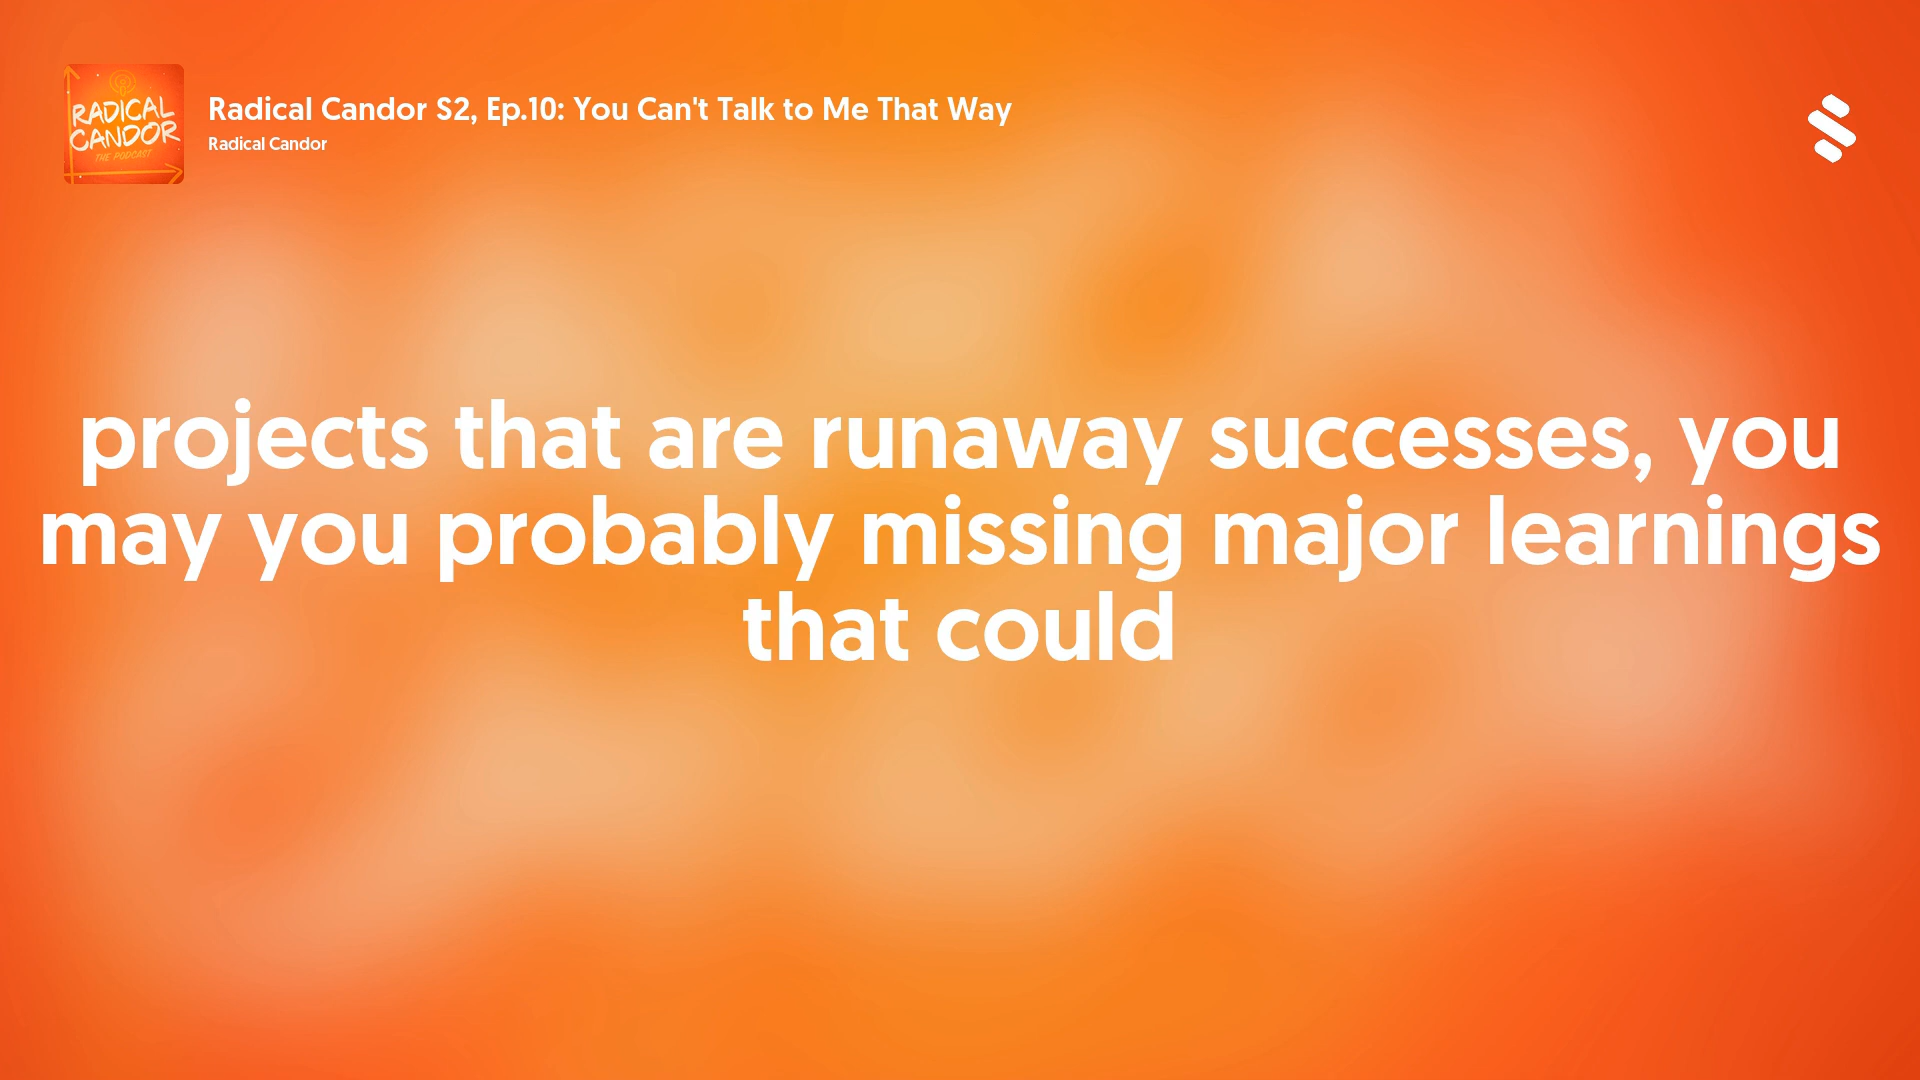 RADICAL
CANDOR
THE PODCAST
Radical Candor S2, Ep.10: You Can't Talk to Me That Way
Radical Candor
projects that are runaway successes, you
may you probably missing major learnings
that could